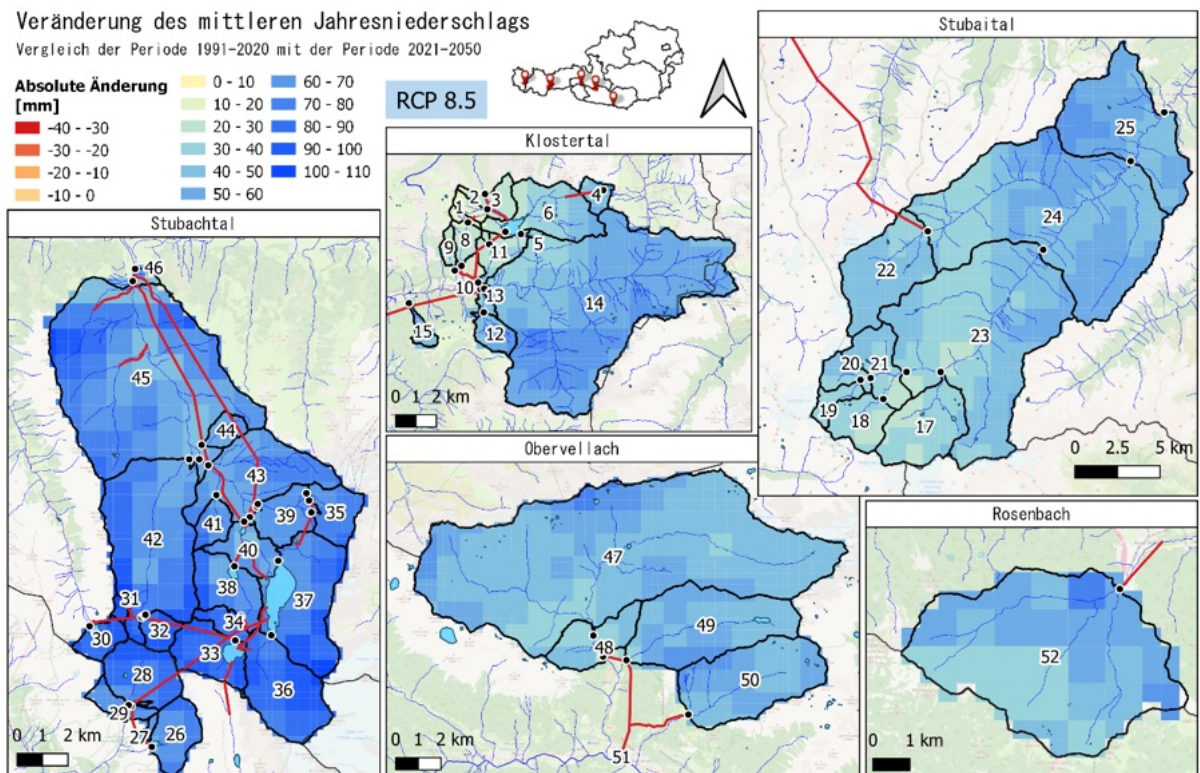 Veränderung des mittleren Jahresniederschlags
Vergleich der Periode 1991-2020 mit der Periode 2021-2050
Absolute Änderung
[mm]
-40 - -30
-30 - -20
-20 - -10
-10 - 0
0 - 10
10 - 20
20 - 30
30 - 40
40 - 50
50 - 60
60 - 70
70 - 80
80 - 90
90 - 100
100 - 110
RCP 8.5
Stubachtal
46
45
44
43
42
41
39
35
40
38
37
31
30
32
34
33
28
36
29
27
26
0 1 2 km
Klostertal
1
2
3
4
6
8
5
9
11
10
13
14
12
15
0 1 2 km
Obervellach
47
48
49
50
51
0 1 2 km
Stubaital
25
24
22
23
20
21
19
18
17
0 2.5 5 km
Rosenbach
52
0 1 km